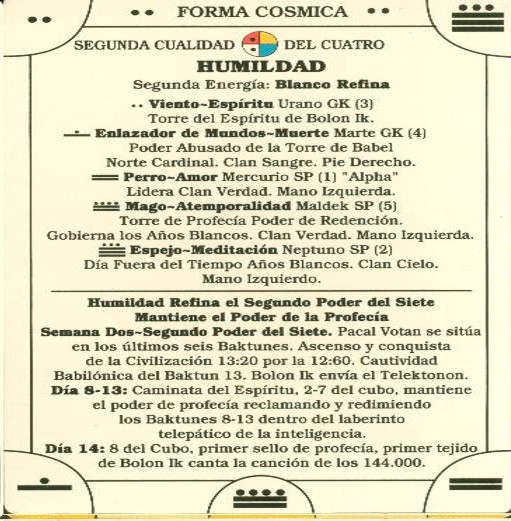 FORMA COSMICA
SEGUNDA CUALIDAD DEL CUATRO
HUMILDAD
Segunda Energía: Blanco Refina
•• Viento~Espíritu Urano GK (3)
Torre del Espíritu de Bolon Ik.
Enlazador de Mundos~Muerte Marte GK (4)
Poder Abusado de la Torre de Babel
Norte Cardinal. Clan Sangre. Pie Derecho.
Perro~Amor Mercurio SP (1) "Alpha"
Lidera Clan Verdad. Mano Izquierda.
Mago~Atemporalidad Maldek SP (5)
Torre de Profecía Poder de Redención.
Gobierna los Años Blancos. Clan Verdad. Mano Izquierda.
Espejo~Meditación Neptuno SP (2)
Día Fuera del Tiempo Años Blancos. Clan Cielo.
Mano Izquierdo.
Humildad Refina el Segundo Poder del Siete
Mantiene el Poder de la Profecía
Semana Dos~Segundo Poder del Siete. Pacal Votan se sitúa
en los últimos seis Baktunes. Ascenso y conquista
de la Civilización 13:20 por la 12:60. Cautividad
Babilónica del Baktun 13. Bolon Ik envía el Telektonon.
Día 8-13: Caminata del Espíritu, 2-7 del cubo, mantiene
el poder de profecía reclamando y redimiendo
los Baktunes 8-13 dentro del laberinto
telepático de la inteligencia.
Día 14: 8 del Cubo, primer sello de profecía, primer tejido
de Bolon Ik canta la canción de los 144.000.